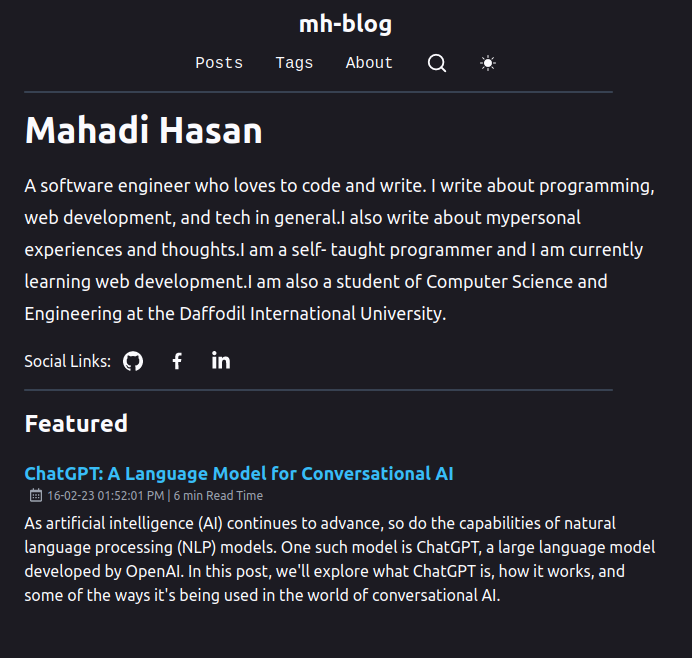 mh-blog
Posts Tags About
Mahadi Hasan
A software engineer who loves to code and write. I write about programming,
web development, and tech in general.I also write about mypersonal
experiences and thoughts.I am a self- taught programmer and I am currently
learning web development.I am also a student of Computer Science and
Engineering at the Daffodil International University.
Social Links:
Featured
ChatGPT: A Language Model for Conversational AI
16-02-23 01:52:01 PM | 6 min Read Time
As artificial intelligence (AI) continues to advance, so do the capabilities of natural
language processing (NLP) models. One such model is ChatGPT, a large language model
developed by OpenAI. In this post, we'll explore what ChatGPT is, how it works, and
some of the ways it's being used in the world of conversational AI.